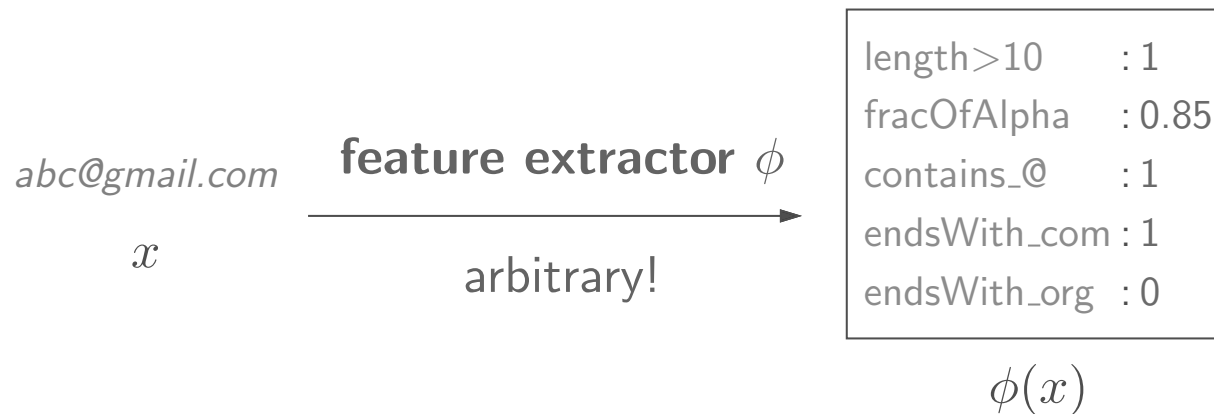 abc@gmail.com
x
feature extractor ϕ
arbitrary!
length>10 : 1
fracOfAlpha : 0.85
contains_@ : 1
endsWith_com : 1
endsWith_org : 0
ϕ(x)